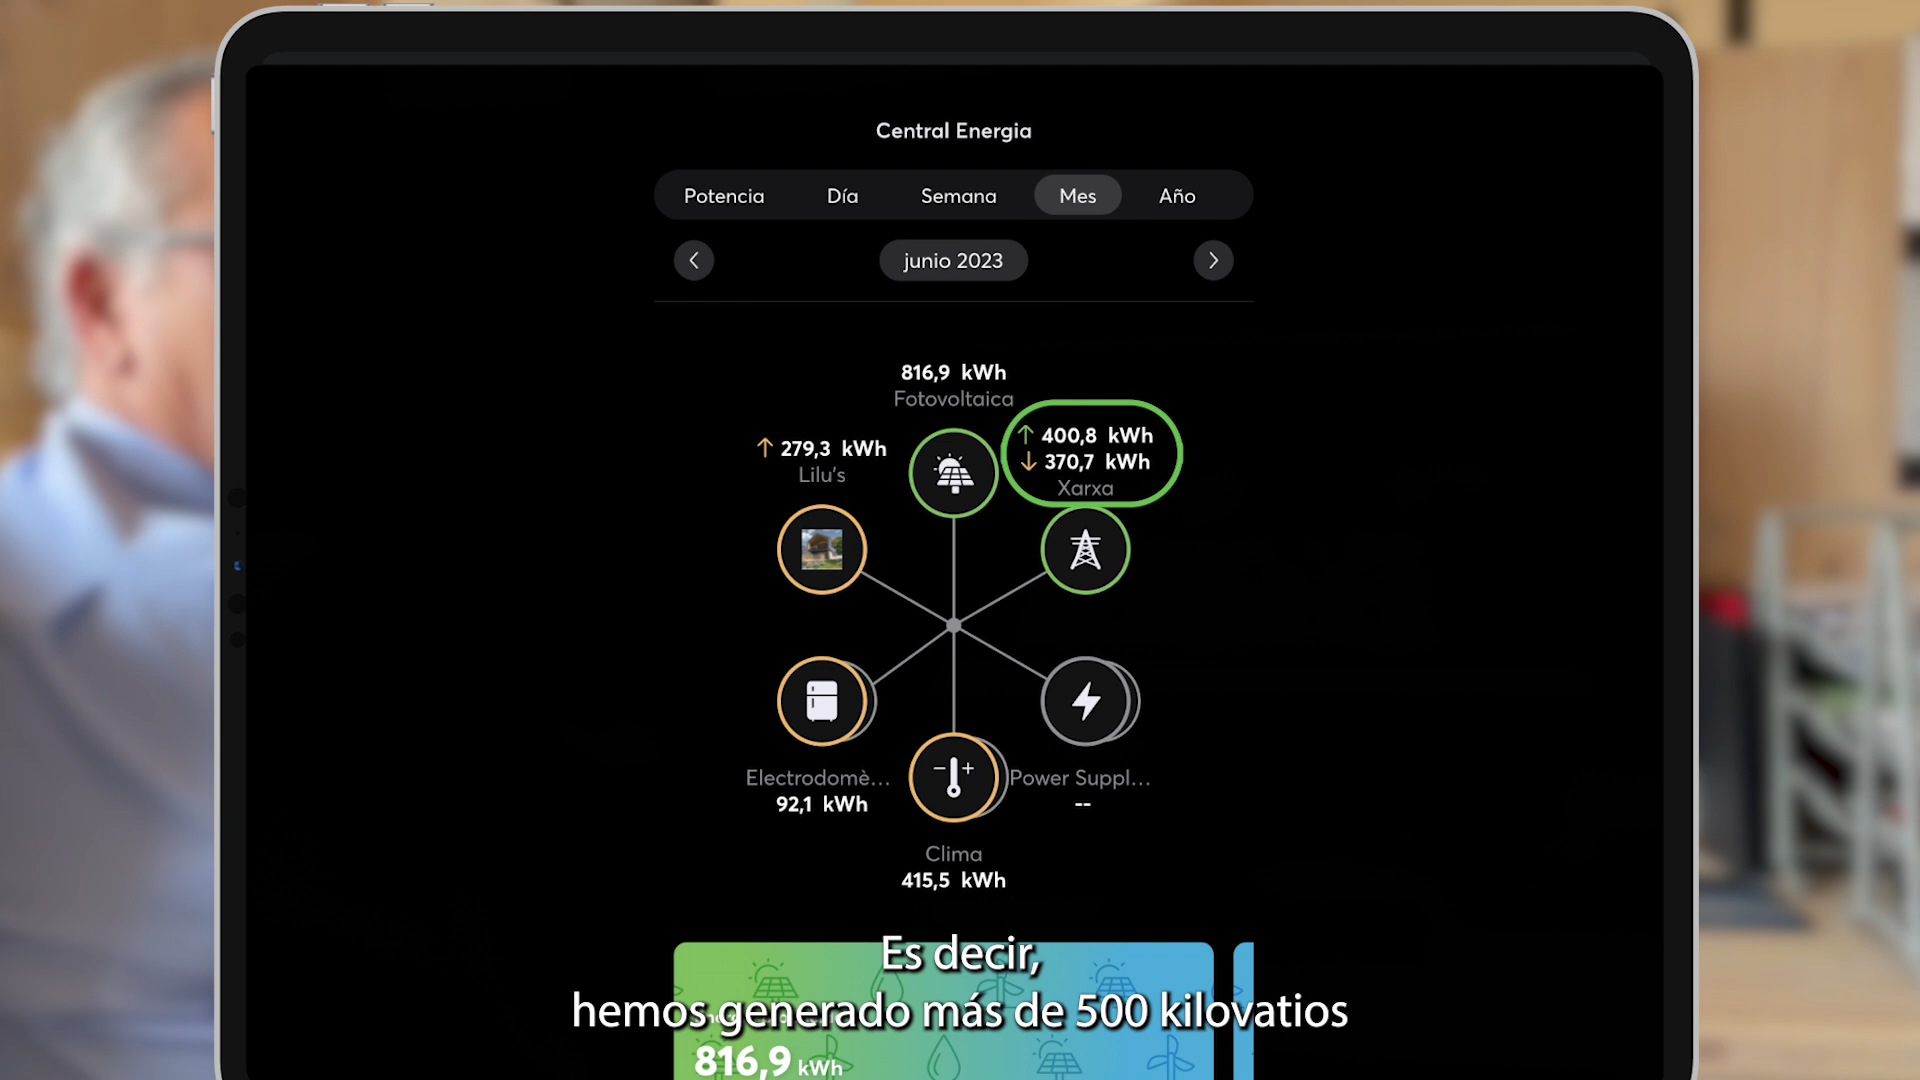 Central Energia
Potencia Día Semana Mes Año
junio 2023
816,9 kWh
Fotovoltaica
↑ 400,8 kWh
↓ 370,7 kWh
Xarxa
↑ 279,3 kWh
Lilu's
Electrodomè...
92,1 kWh
Power Suppl...
--
Clima
415,5 kWh
Es decir,
hemos generado más de 500 kilovatios
816,9 kWh